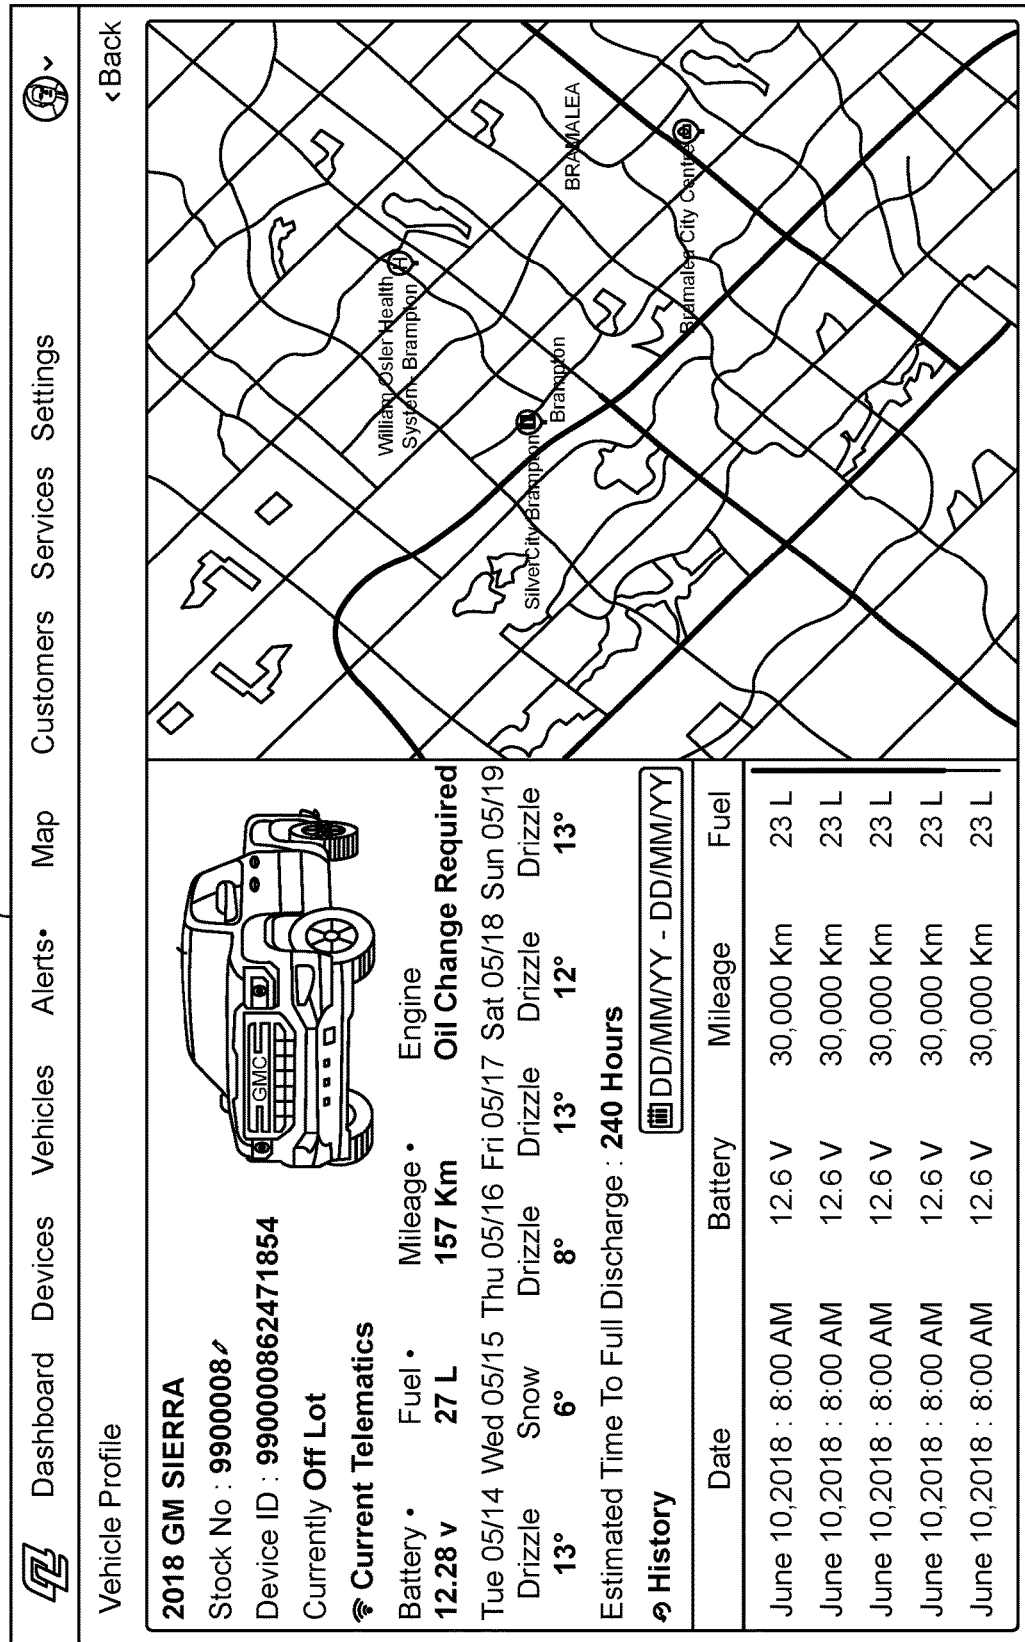 Dashboard Devices Vehicles Alerts• Map Customers Services Settings
Vehicle Profile
‹ Back
2018 GM SIERRA
Stock No : 9900008
Device ID : 990000862471854
Currently Off Lot
GMC
Current Telematics
Battery • Fuel • Mileage • Engine
12.28 v 27 L 157 Km Oil Change Required
Tue 05/14 Wed 05/15 Thu 05/16 Fri 05/17 Sat 05/18 Sun 05/19
Drizzle Snow Drizzle Drizzle Drizzle Drizzle
13° 6° 8° 13° 12° 13°
Estimated Time To Full Discharge : 240 Hours
History
DD/MM/YY - DD/MM/YY
Date Battery Mileage Fuel
June 10,2018 : 8:00 AM 12.6 V 30,000 Km 23 L
June 10,2018 : 8:00 AM 12.6 V 30,000 Km 23 L
June 10,2018 : 8:00 AM 12.6 V 30,000 Km 23 L
June 10,2018 : 8:00 AM 12.6 V 30,000 Km 23 L
June 10,2018 : 8:00 AM 12.6 V 30,000 Km 23 L
William Osler Health
System- Brampton
H
SilverCity Brampton
Brampton
BRAMALEA
Bramalea City Centre